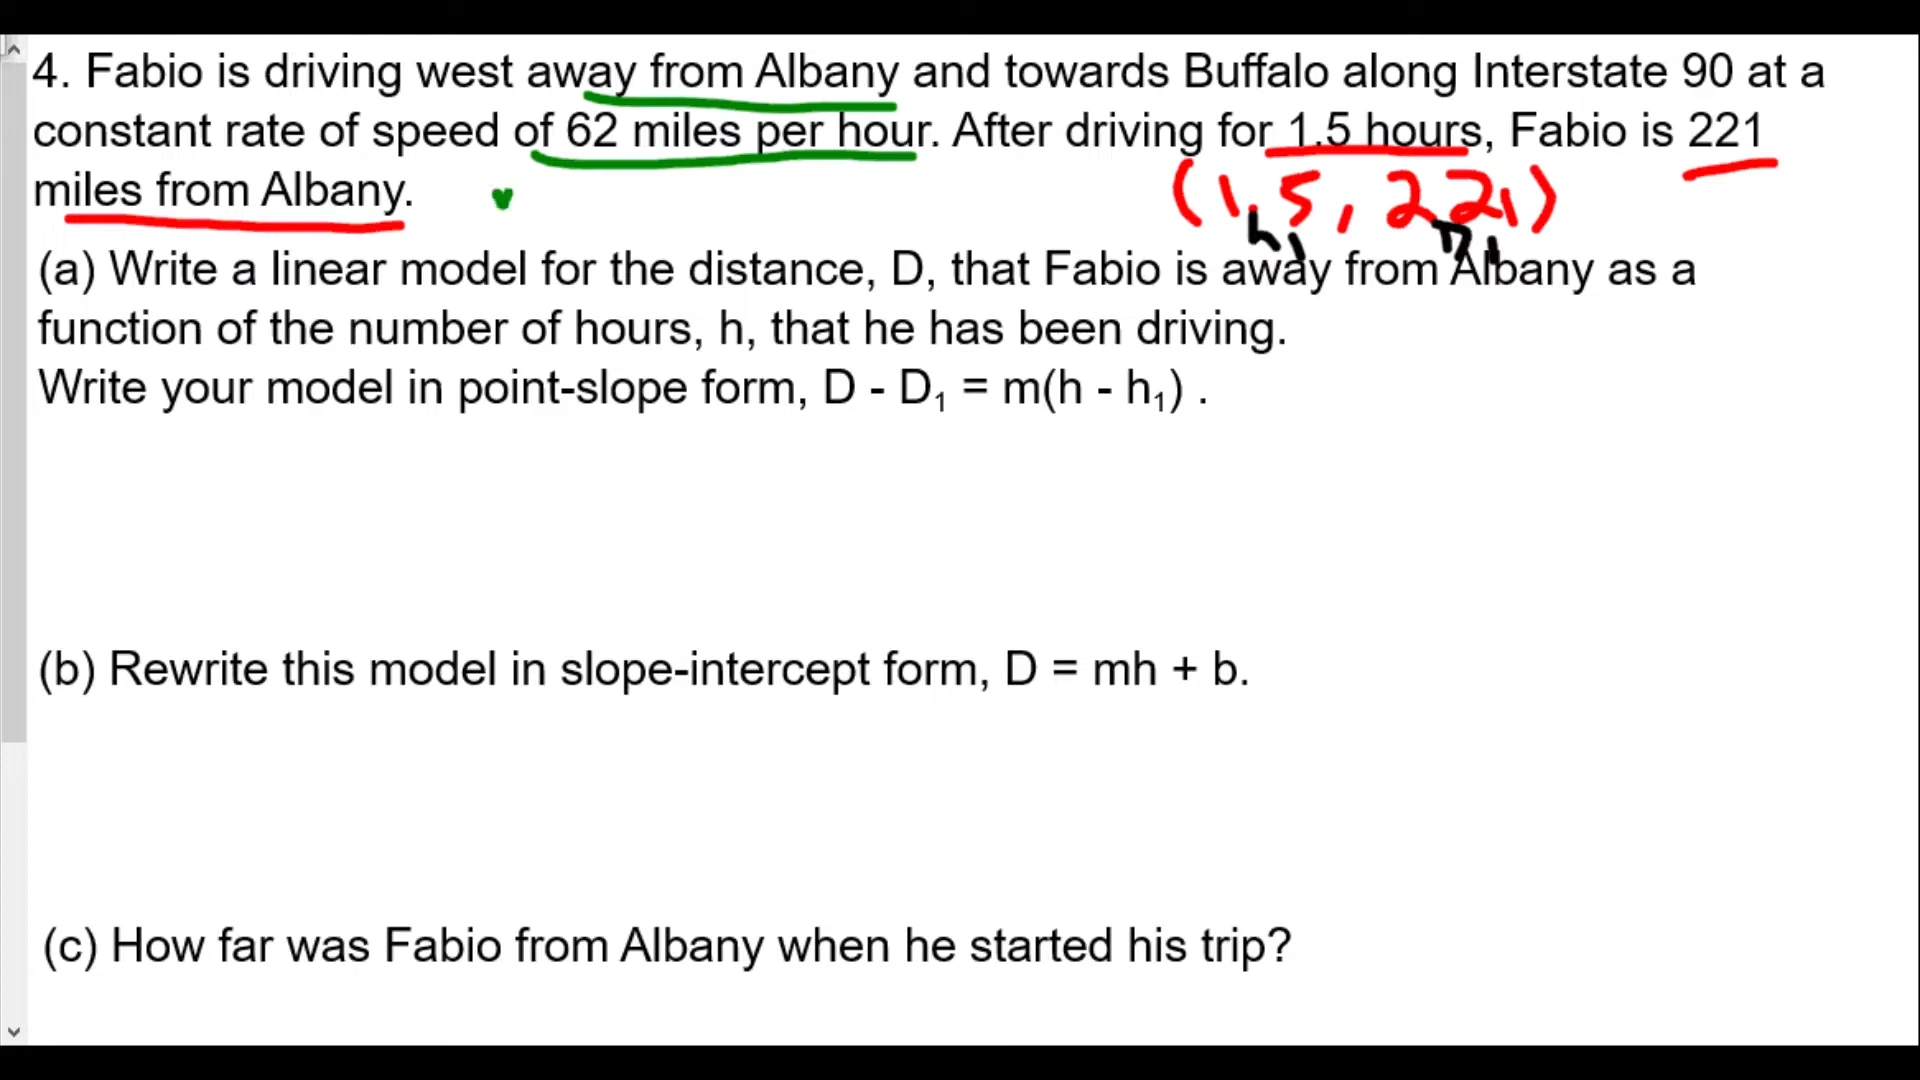 4. Fabio is driving west away from Albany and towards Buffalo along Interstate 90 at a
constant rate of speed of 62 miles per hour. After driving for 1.5 hours, Fabio is 221
miles from Albany.
(1.5, 221)
h₁ D₁
(a) Write a linear model for the distance, D, that Fabio is away from Albany as a
function of the number of hours, h, that he has been driving.
Write your model in point-slope form, D - D₁ = m(h - h₁) .
(b) Rewrite this model in slope-intercept form, D = mh + b.
(c) How far was Fabio from Albany when he started his trip?